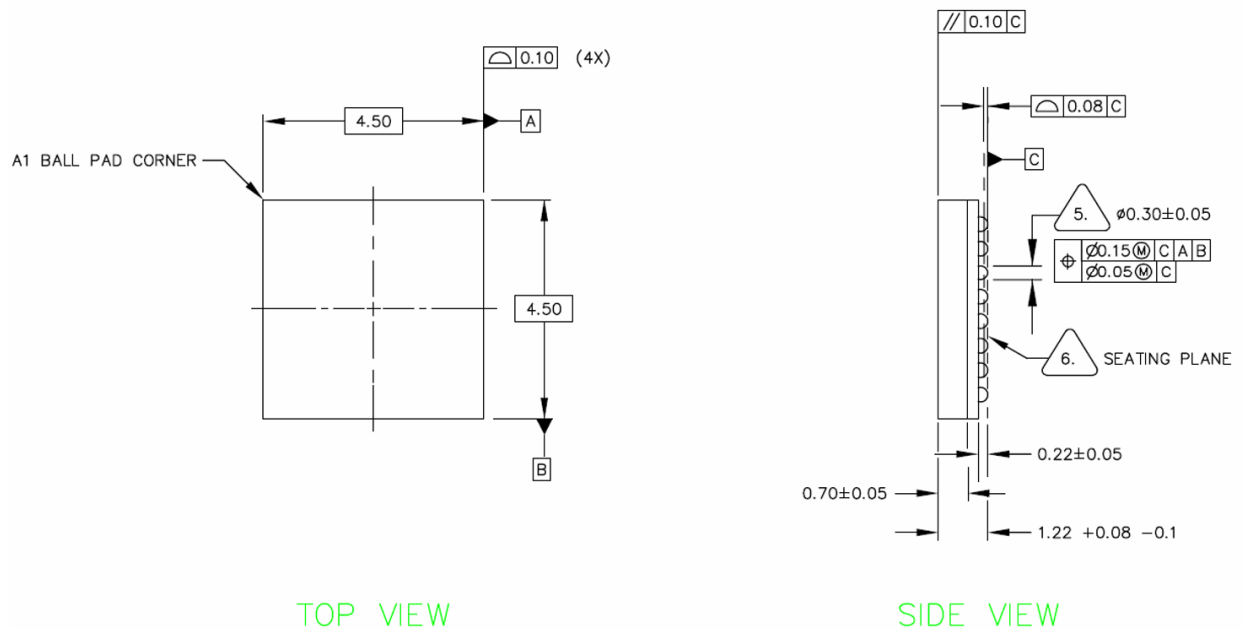 // 0.10 C
⌓ 0.10 (4X)
4.50
A
⌓ 0.08 C
A1 BALL PAD CORNER
C
5. ø0.30±0.05
⌖ Ø0.15Ⓜ C A B
Ø0.05Ⓜ C
4.50
6. SEATING PLANE
B
0.22±0.05
0.70±0.05
1.22 +0.08 -0.1
TOP VIEW
SIDE VIEW